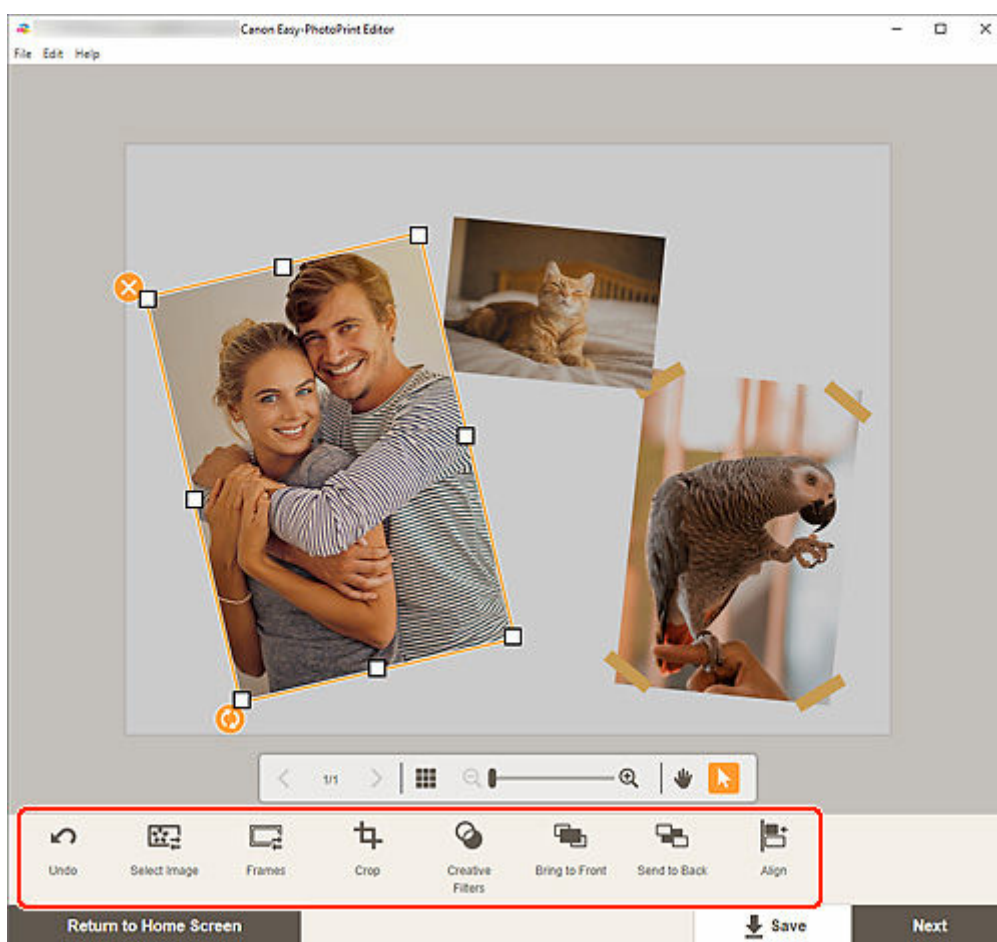 Canon Easy-PhotoPrint Editor
File Edit Help
1/1
Undo Select Image Frames Crop Creative Filters Bring to Front Send to Back Align
Return to Home Screen Save Next